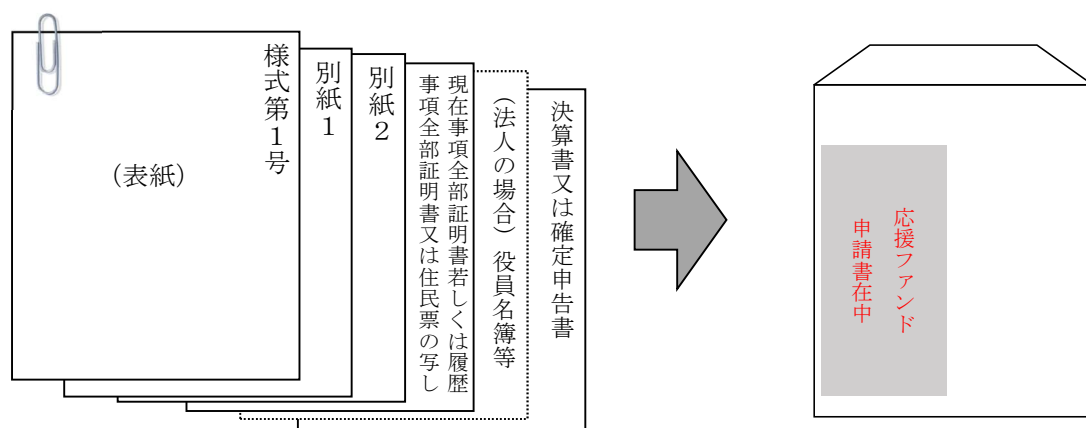 (表紙)
様式第1号
別紙1
別紙2
現在事項全部証明書若しくは履歴
事項全部証明書又は住民票の写し
(法人の場合)役員名簿等
決算書又は確定申告書
応援ファンド
申請書在中